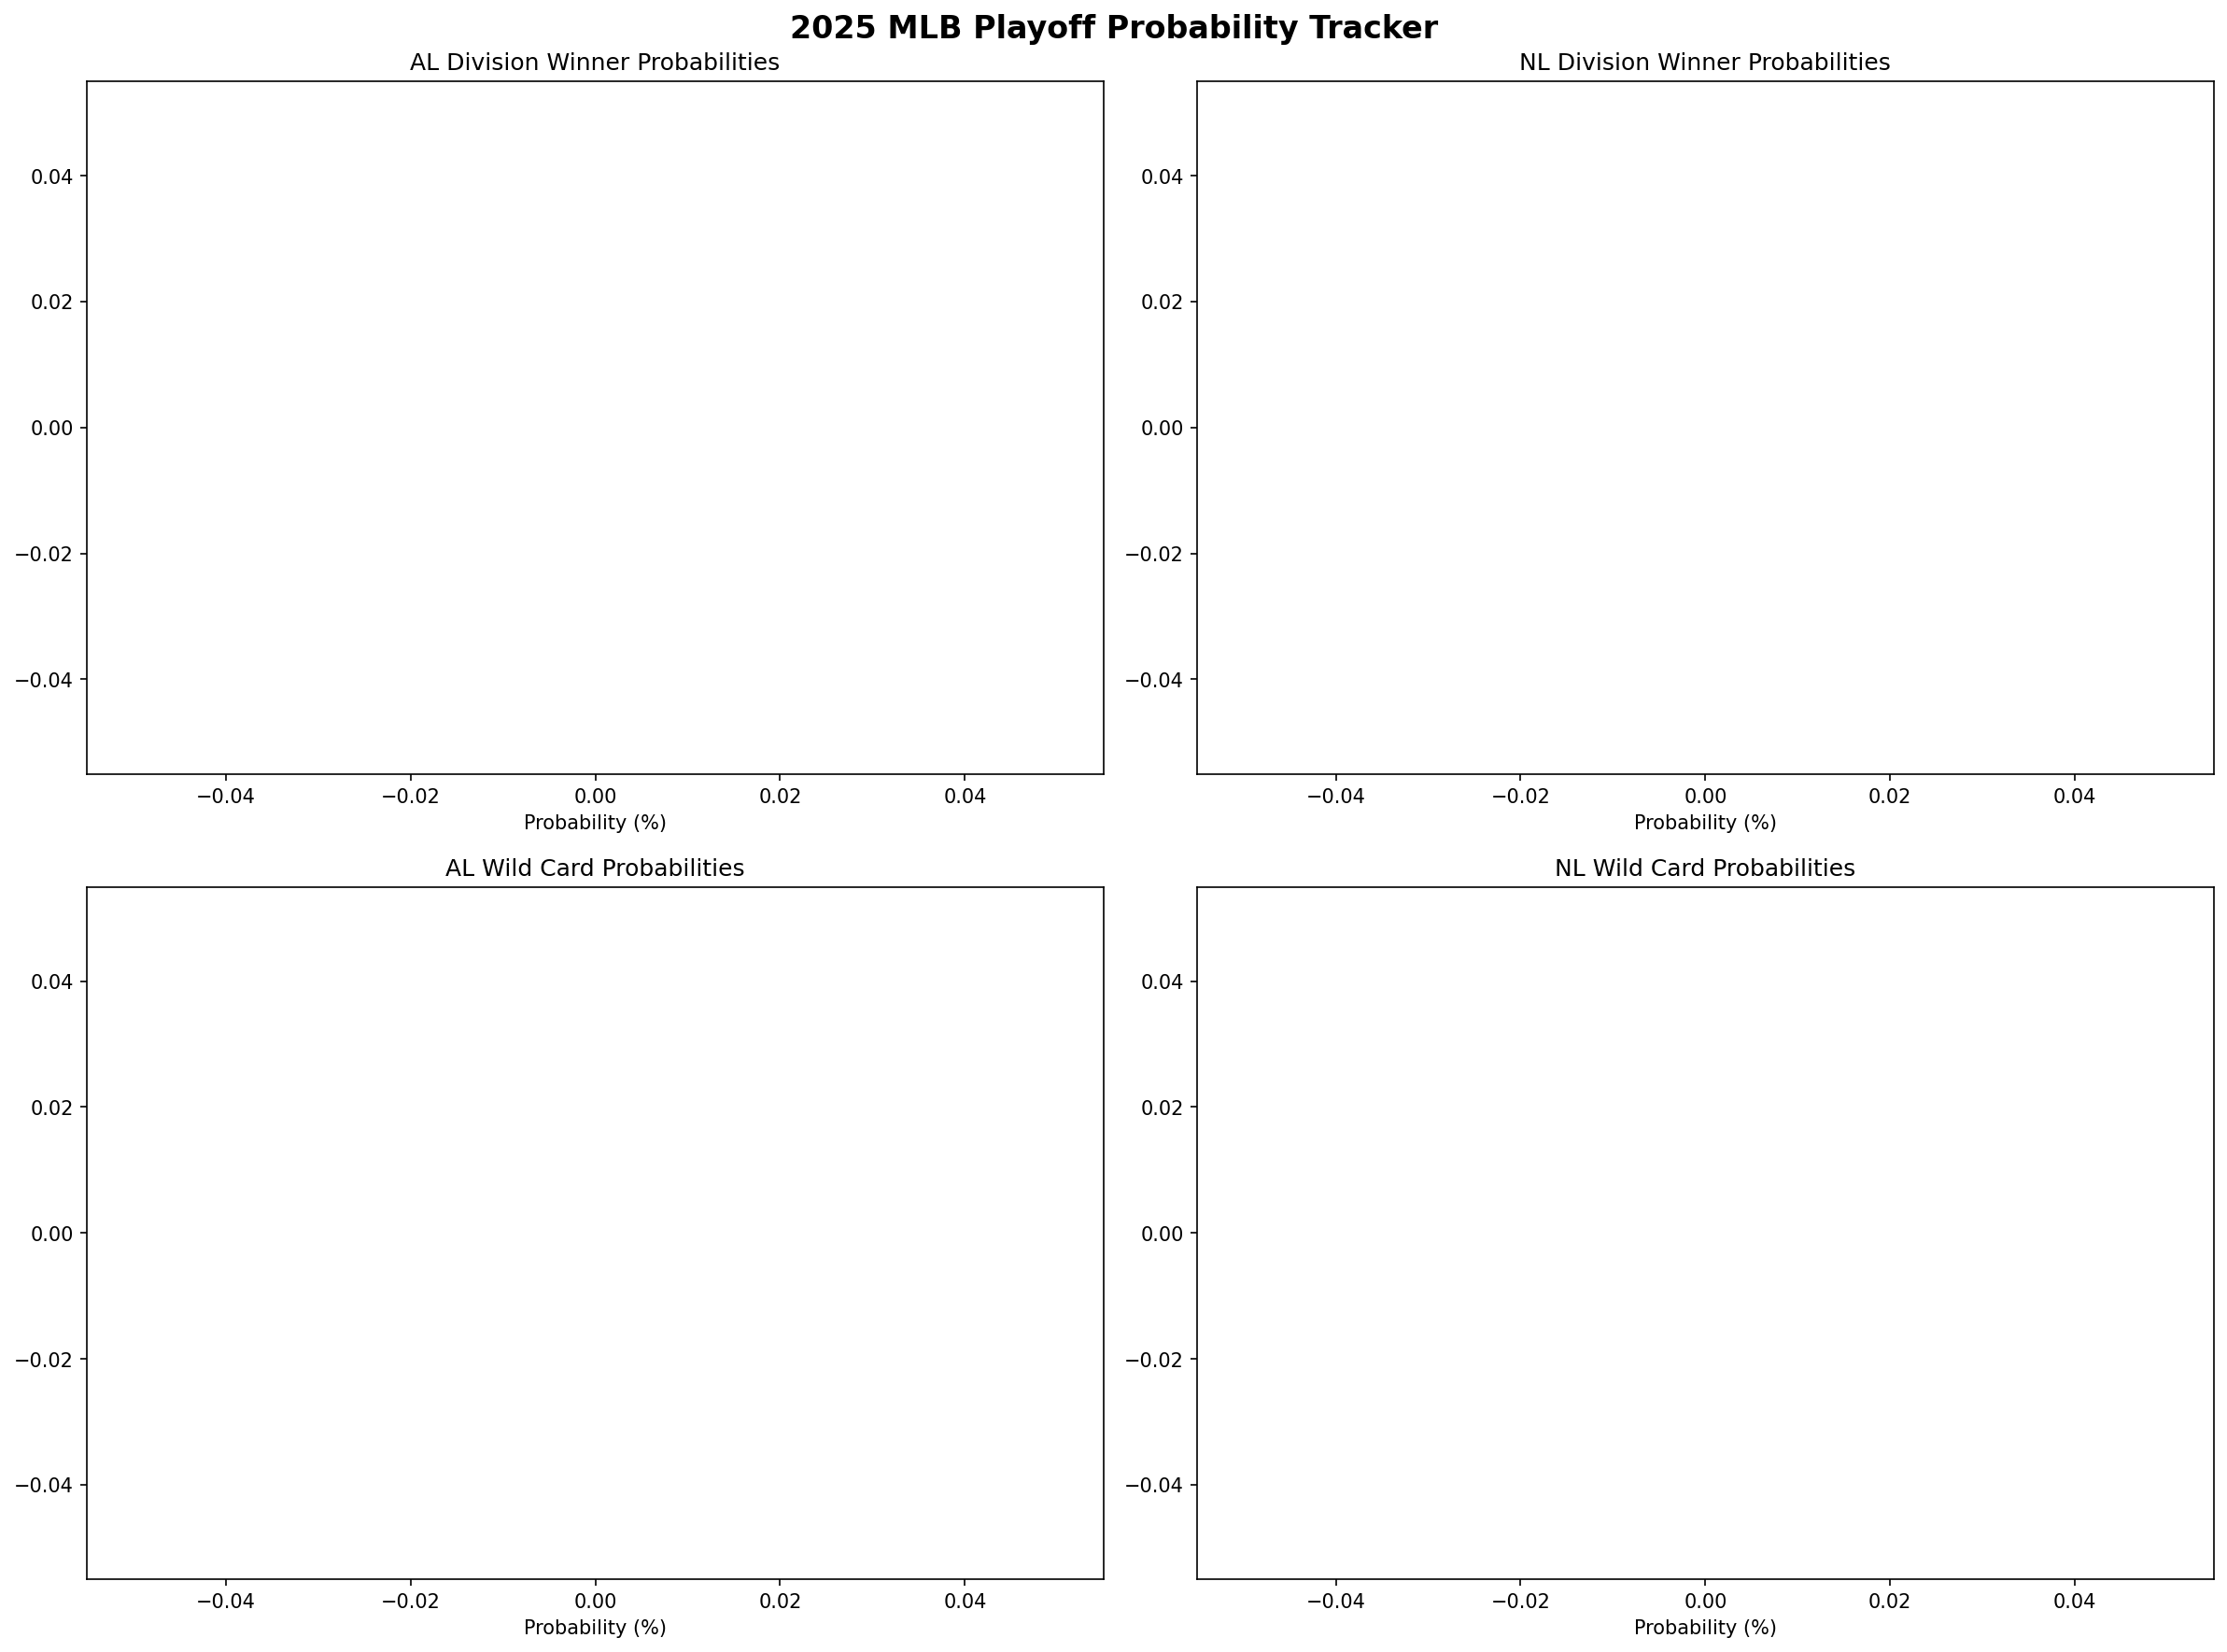 2025 MLB Playoff Probability Tracker
AL Division Winner Probabilities
0.04
0.02
0.00
−0.02
−0.04
−0.04 −0.02 0.00 0.02 0.04
Probability (%)
NL Division Winner Probabilities
0.04
0.02
0.00
−0.02
−0.04
−0.04 −0.02 0.00 0.02 0.04
Probability (%)
AL Wild Card Probabilities
0.04
0.02
0.00
−0.02
−0.04
−0.04 −0.02 0.00 0.02 0.04
Probability (%)
NL Wild Card Probabilities
0.04
0.02
0.00
−0.02
−0.04
−0.04 −0.02 0.00 0.02 0.04
Probability (%)